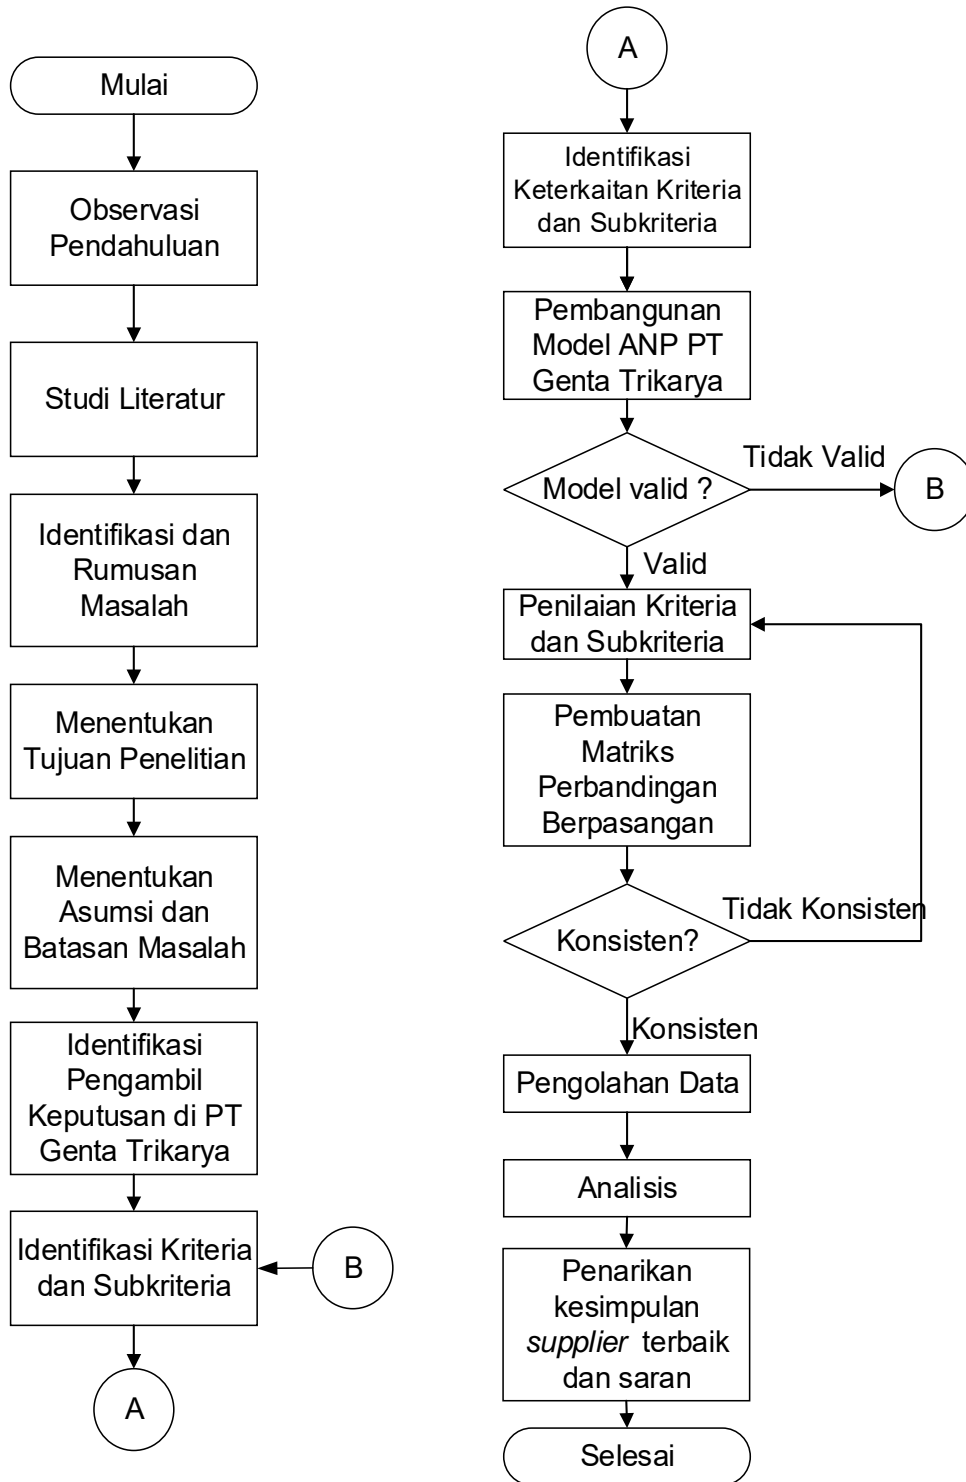 Mulai
Observasi
Pendahuluan
Studi Literatur
Identifikasi dan
Rumusan
Masalah
Menentukan
Tujuan Penelitian
Menentukan
Asumsi dan
Batasan Masalah
Identifikasi
Pengambil
Keputusan di PT
Genta Trikarya
Identifikasi Kriteria
dan Subkriteria
B
A
A
Identifikasi
Keterkaitan Kriteria
dan Subkriteria
Pembangunan
Model ANP PT
Genta Trikarya
Model valid ?
Tidak Valid
B
Valid
Penilaian Kriteria
dan Subkriteria
Pembuatan
Matriks
Perbandingan
Berpasangan
Konsisten?
Tidak Konsisten
Konsisten
Pengolahan Data
Analisis
Penarikan
kesimpulan
supplier terbaik
dan saran
Selesai